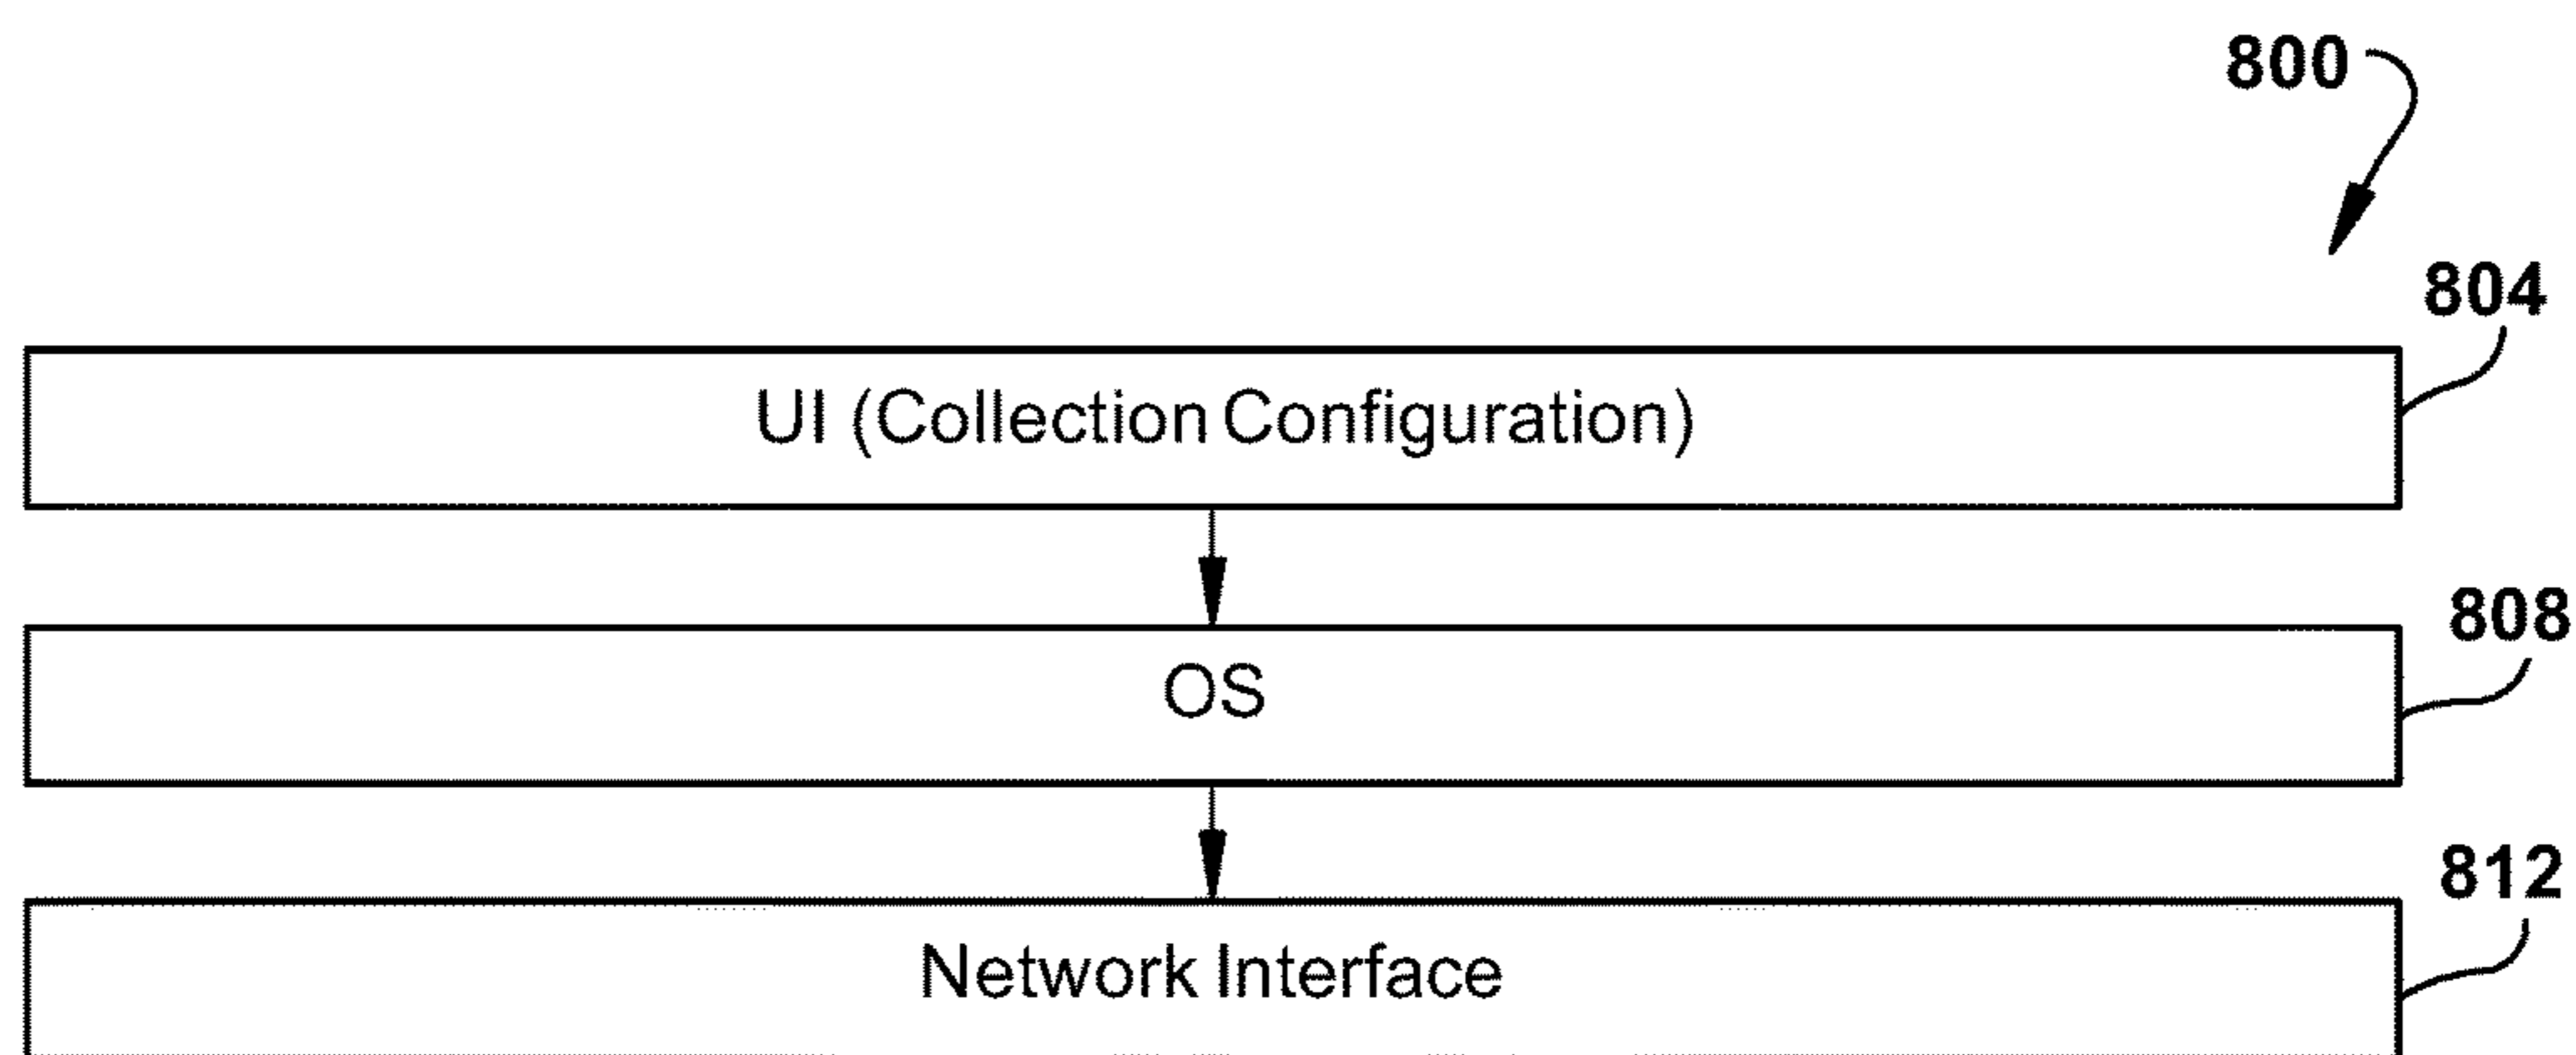 800
804
UI (Collection Configuration)
808
OS
812
Network Interface